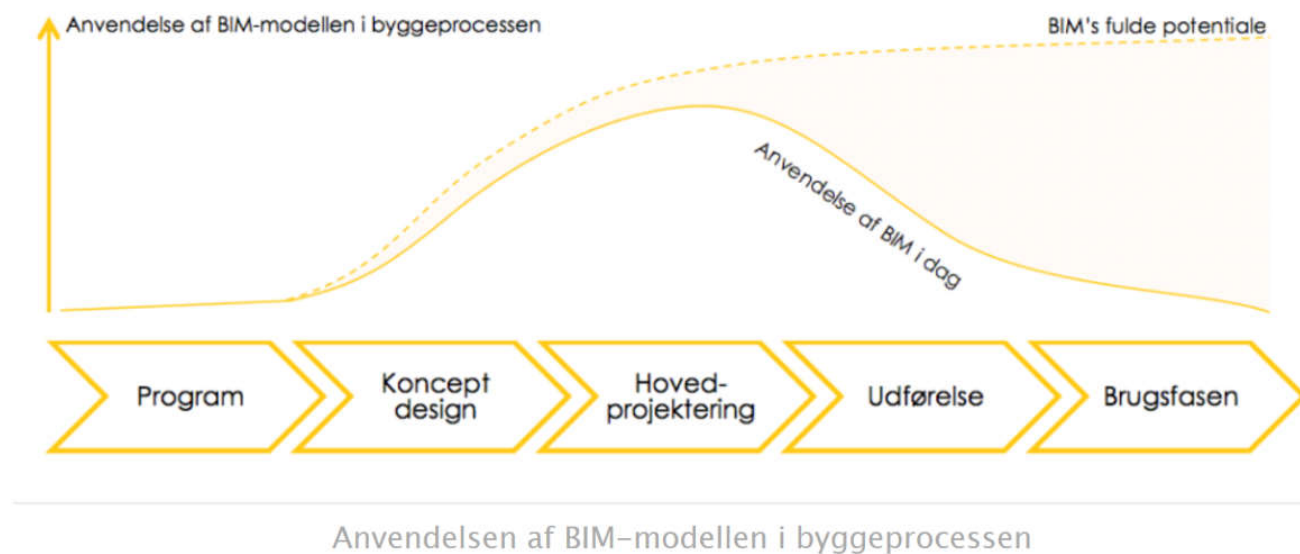 Anvendelse af BIM-modellen i byggeprocessen
BIM's fulde potentiale
Anvendelse af BIM i dag
Program
Koncept
design
Hoved-
projektering
Udførelse
Brugsfasen
Anvendelsen af BIM-modellen i byggeprocessen